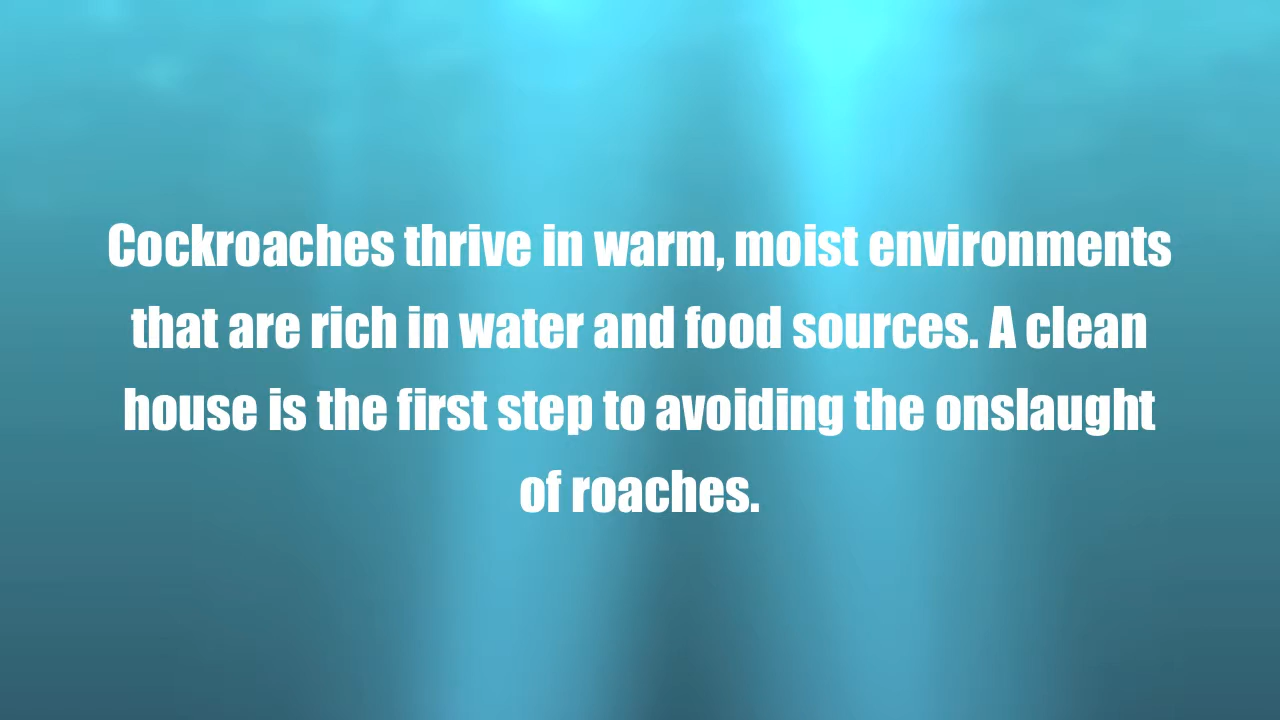 Cockroaches thrive in warm, moist environments
that are rich in water and food sources. A clean
house is the first step to avoiding the onslaught
of roaches.